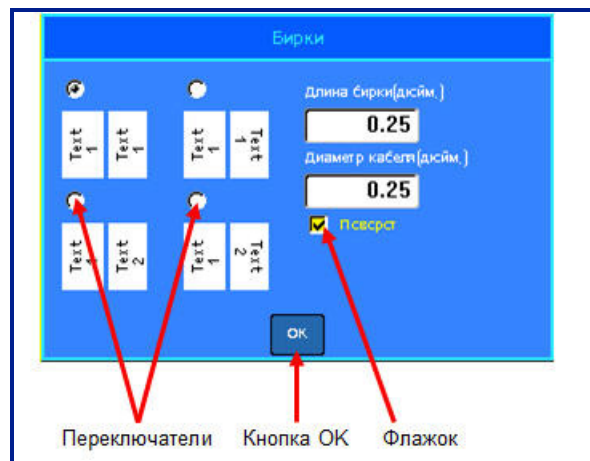 Бирки
Длина бирки(дюйм.)
0.25
Text 1 Text 1 Text 1 Text 1
Диаметр кабеля(дюйм.)
0.25
Поворот
Text 1 Text 2 Text 1 Text 2
OK
Переключатели Кнопка OK Флажок